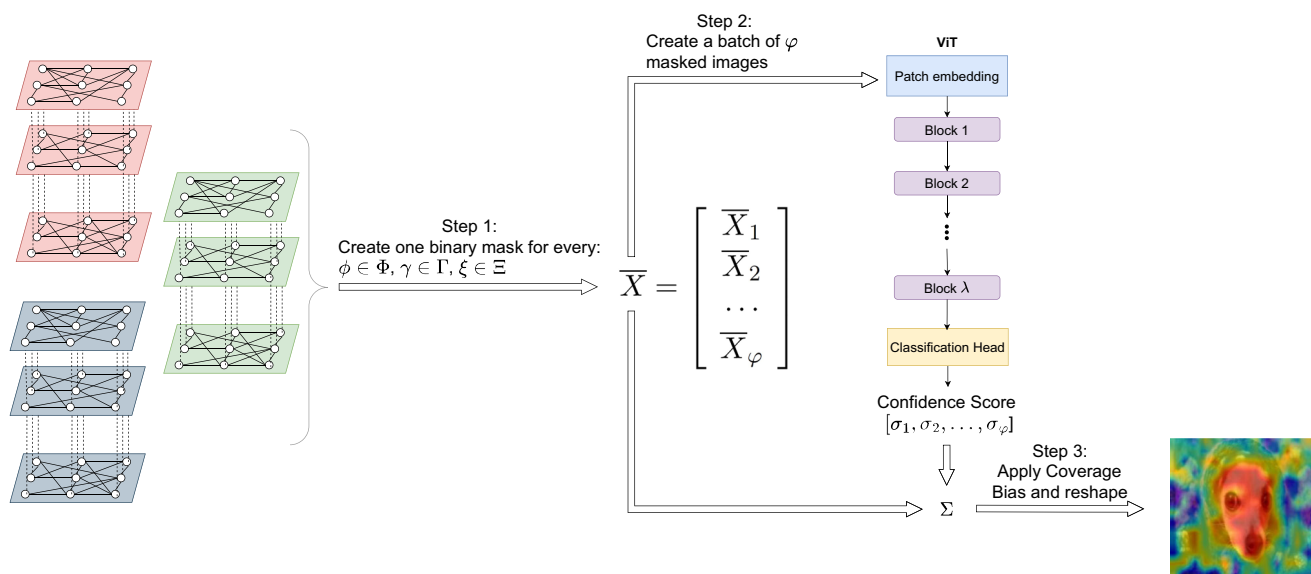 Step 1:
Create one binary mask for every:
ϕ ∈ Φ, γ ∈ Γ, ξ ∈ Ξ
X̅ =
X̅₁
X̅₂
...
X̅φ
Step 2:
Create a batch of φ
masked images
ViT
Patch embedding
Block 1
Block 2
Block λ
Classification Head
Confidence Score
[σ₁, σ₂, . . . , σφ]
Σ
Step 3:
Apply Coverage
Bias and reshape